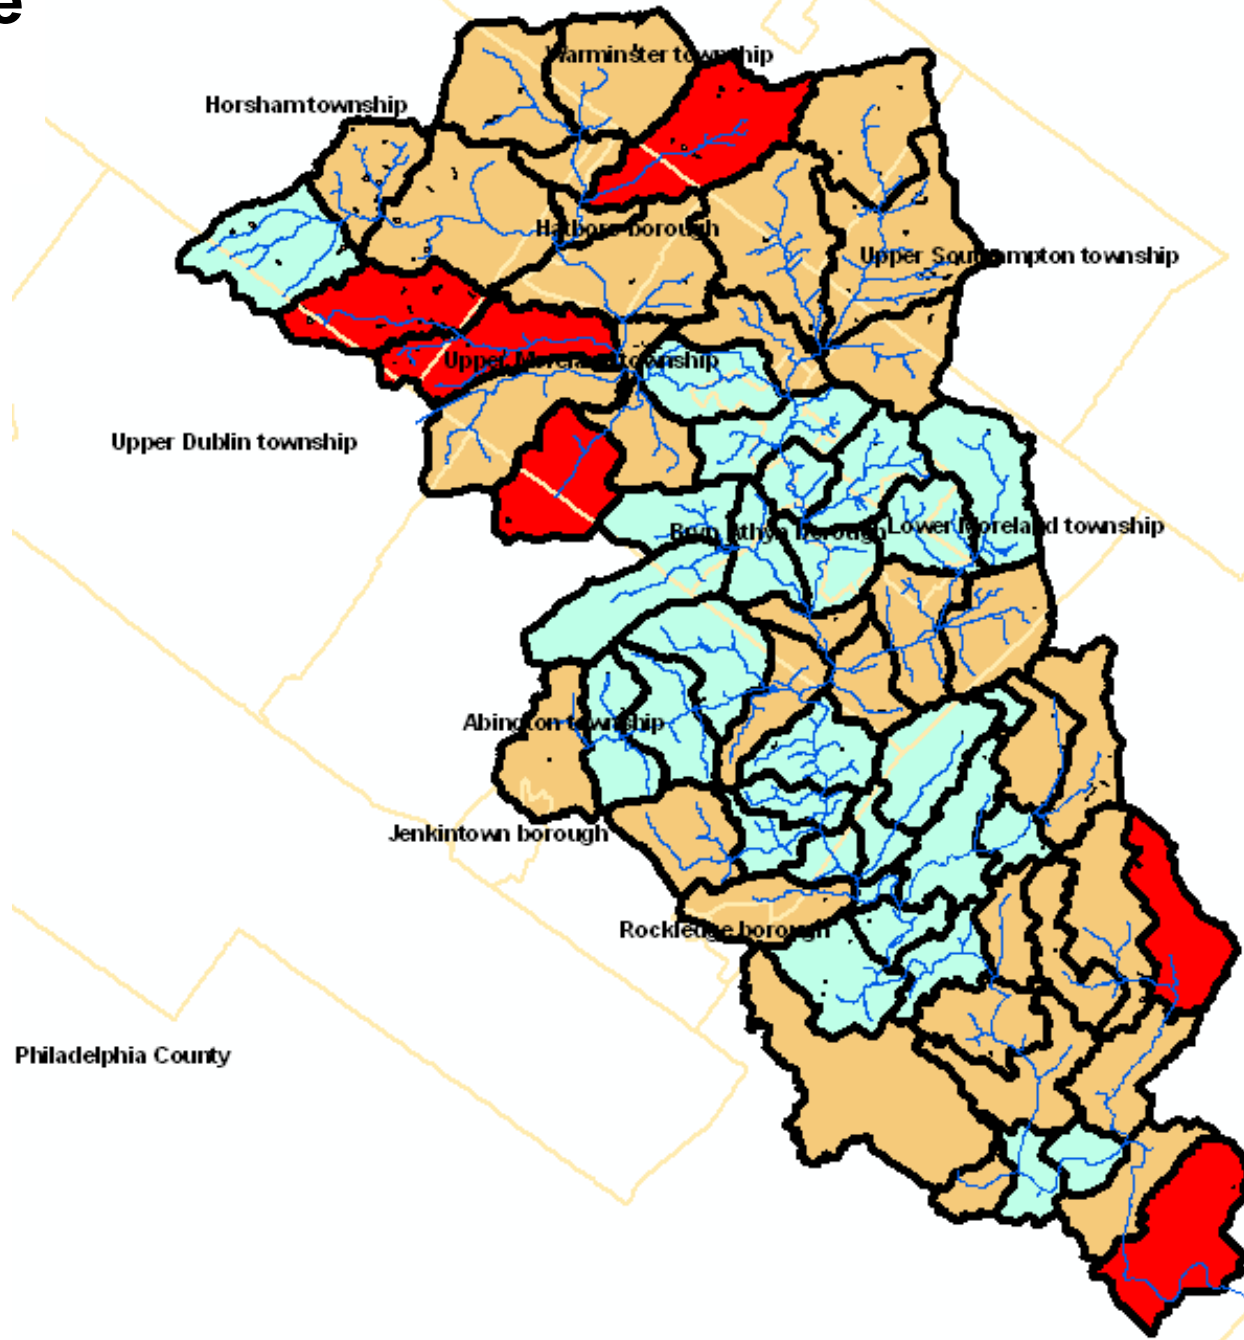 e
Warminster township
Horshamtownship
Hatboro borough
Upper Southampton township
Upper Moreland township
Upper Dublin township
Bryn Athyn borough
Lower Moreland township
Abington township
Jenkintown borough
Rockledge borough
Philadelphia County